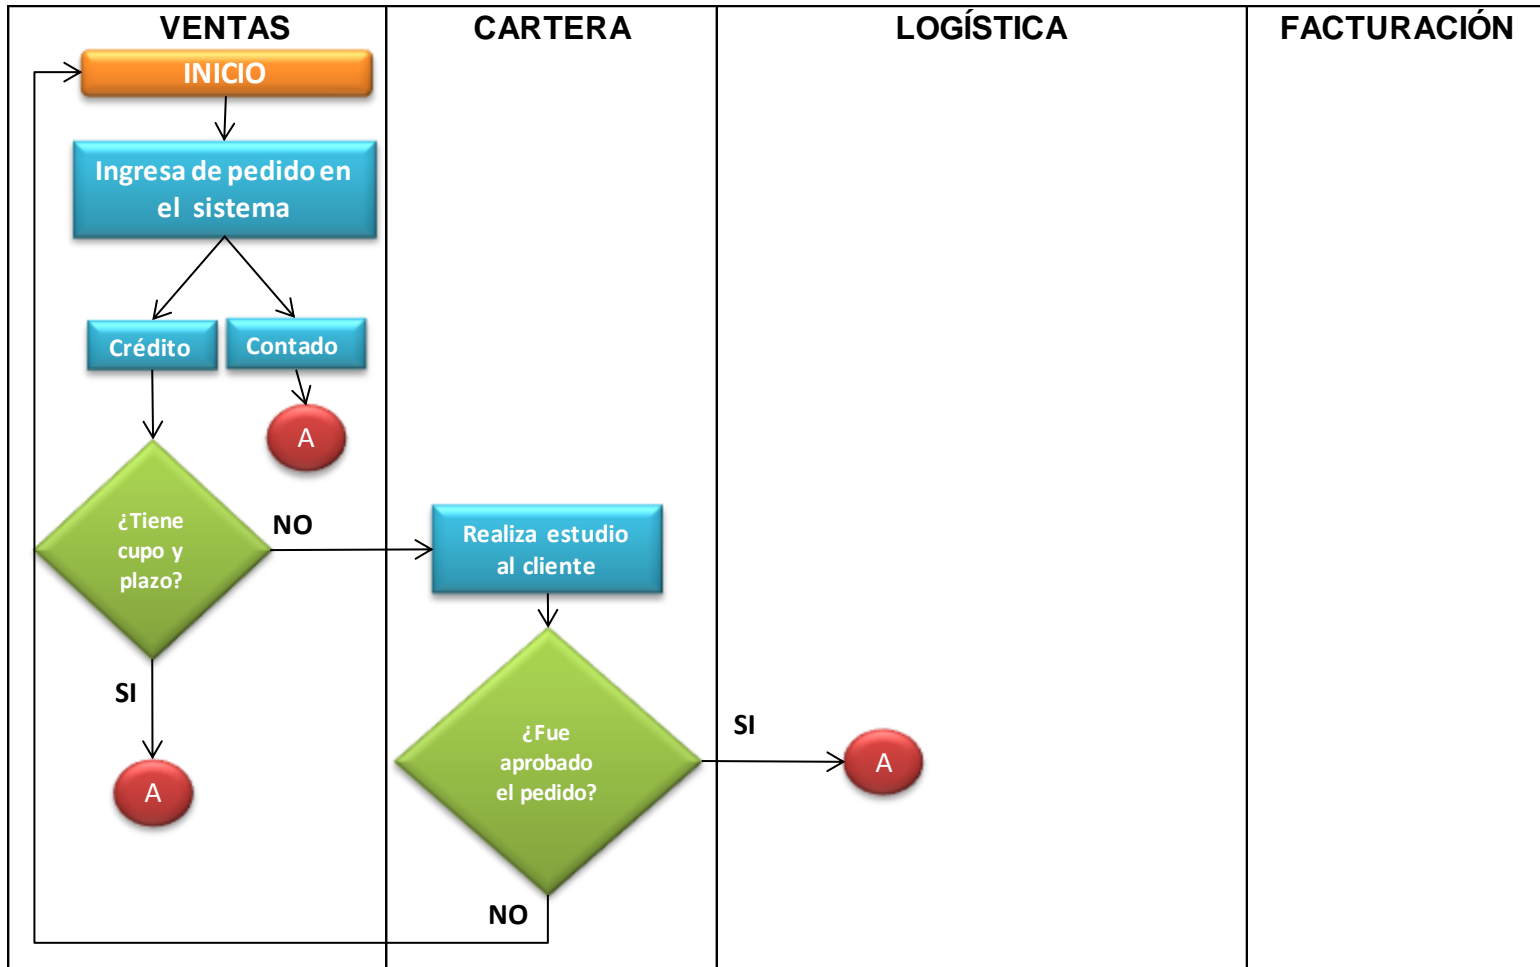 VENTAS
CARTERA
LOGÍSTICA
FACTURACIÓN
INICIO
Ingresa de pedido en
el sistema
Crédito
Contado
A
¿Tiene
cupo y
plazo?
NO
Realiza estudio
al cliente
SI
A
¿Fue
aprobado
el pedido?
SI
A
NO